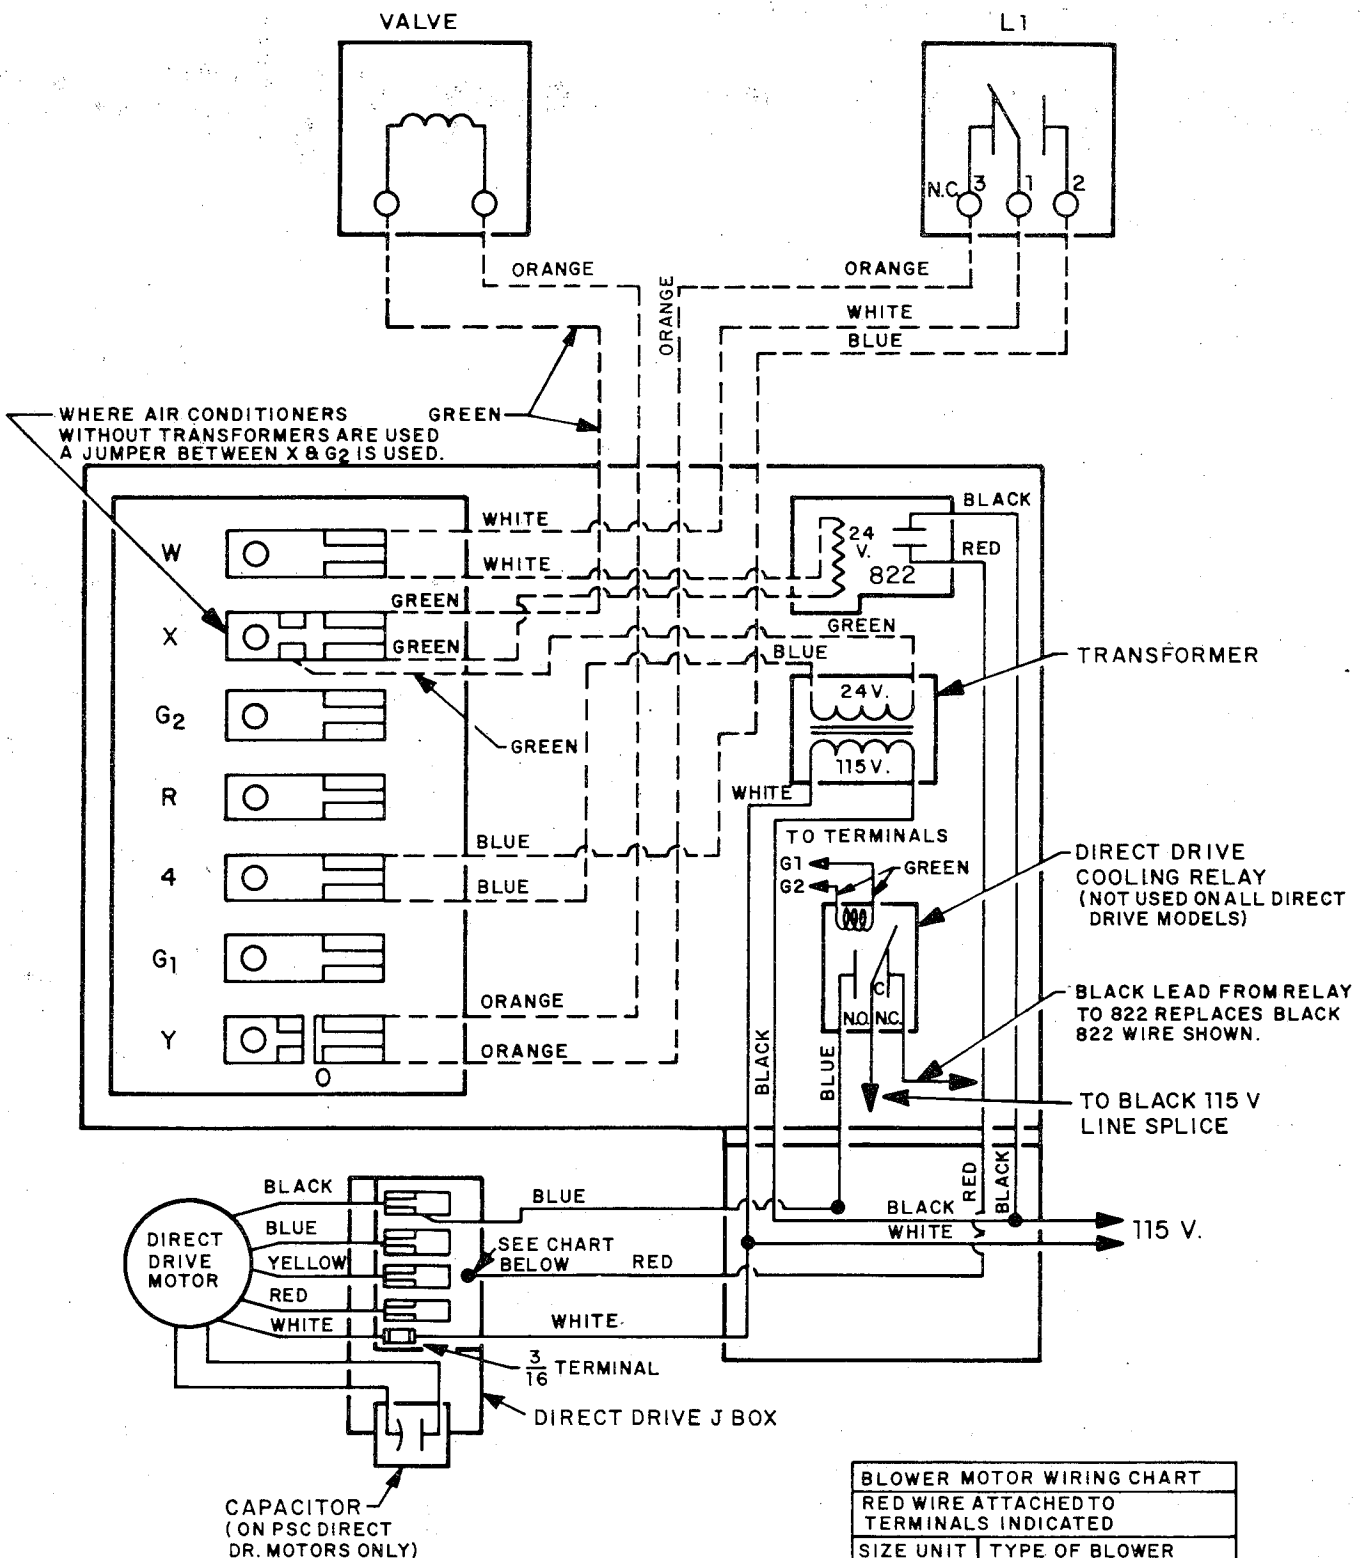 VALVE
L1
N.C. 3 1 2
ORANGE
ORANGE
ORANGE
WHITE
BLUE
WHERE AIR CONDITIONERS
WITHOUT TRANSFORMERS ARE USED
A JUMPER BETWEEN X & G2 IS USED.
GREEN
W
WHITE
WHITE
24
V.
822
BLACK
RED
X
GREEN
GREEN
GREEN
BLUE
GREEN
TRANSFORMER
24V.
115V.
G2
R
WHITE
4
BLUE
BLUE
TO TERMINALS
G1
G2
GREEN
DIRECT DRIVE
COOLING RELAY
(NOT USED ON ALL DIRECT
DRIVE MODELS)
G1
Y
ORANGE
ORANGE
O
C
N.O. N.C.
BLACK
BLUE
BLACK LEAD FROM RELAY
TO 822 REPLACES BLACK
822 WIRE SHOWN.
TO BLACK 115 V
LINE SPLICE
RED
BLACK
DIRECT
DRIVE
MOTOR
BLACK
BLUE
YELLOW
RED
WHITE
BLUE
SEE CHART
BELOW
RED
WHITE
BLACK
WHITE
115 V.
3/16 TERMINAL
DIRECT DRIVE J BOX
CAPACITOR
(ON PSC DIRECT
DR. MOTORS ONLY)
BLOWER MOTOR WIRING CHART
RED WIRE ATTACHED TO
TERMINALS INDICATED
SIZE UNIT TYPE OF BLOWER